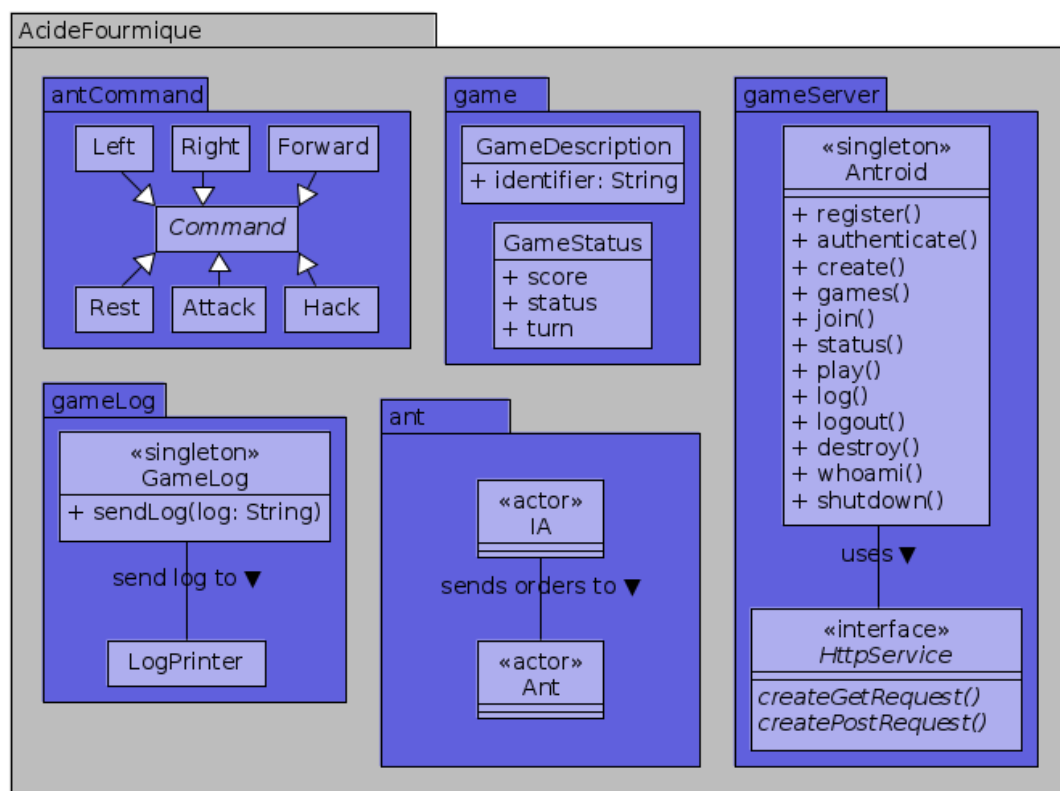 AcideFourmique
antCommand
Left
Right
Forward
Command
Rest
Attack
Hack
game
GameDescription
+ identifier: String
GameStatus
+ score
+ status
+ turn
gameServer
«singleton»
Antroid
+ register()
+ authenticate()
+ create()
+ games()
+ join()
+ status()
+ play()
+ log()
+ logout()
+ destroy()
+ whoami()
+ shutdown()
uses ▼
«interface»
HttpService
createGetRequest()
createPostRequest()
gameLog
«singleton»
GameLog
+ sendLog(log: String)
send log to ▼
LogPrinter
ant
«actor»
IA
sends orders to ▼
«actor»
Ant